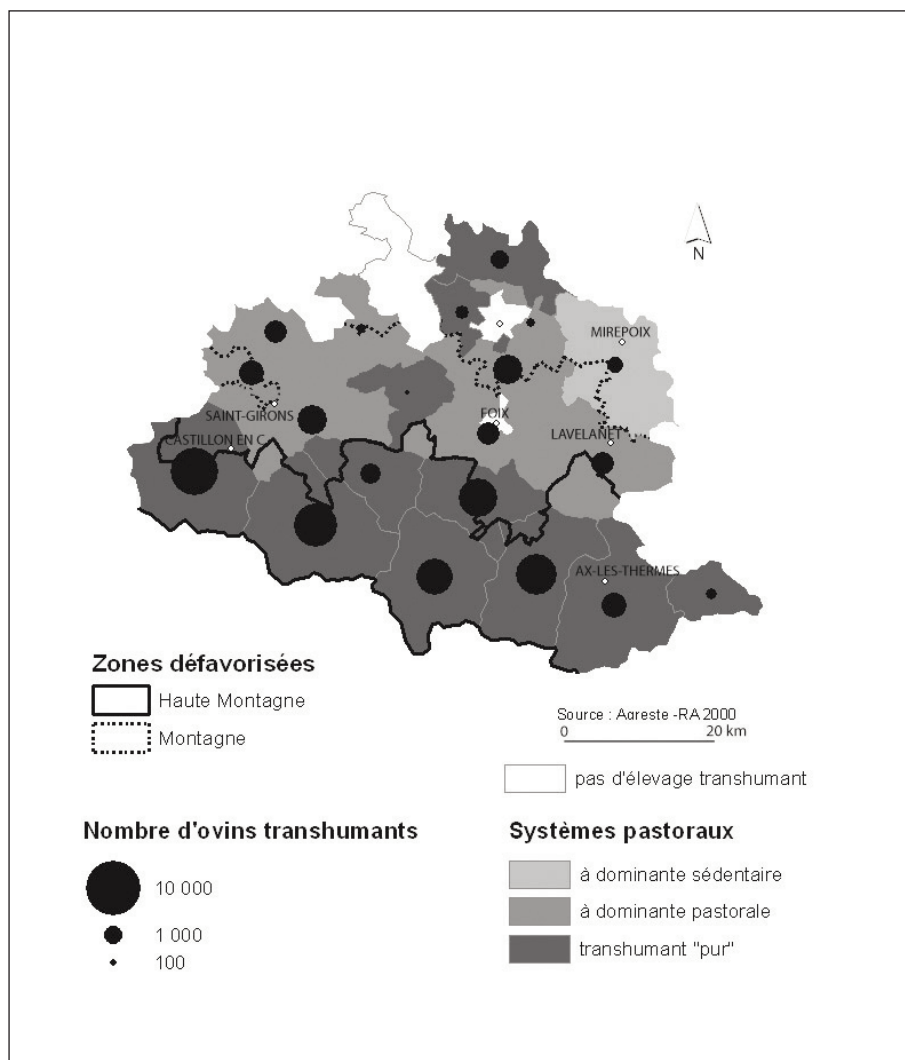 N
MIREPOIX
SAINT-GIRONS
FOIX
CASTILLON EN C.
LAVELANET
AX-LES-THERMES
Zones défavorisées
Haute Montagne
Montagne
Source : Agreste -RA 2000
0 20 km
pas d'élevage transhumant
Nombre d'ovins transhumants
10 000
1 000
100
Systèmes pastoraux
à dominante sédentaire
à dominante pastorale
transhumant "pur"